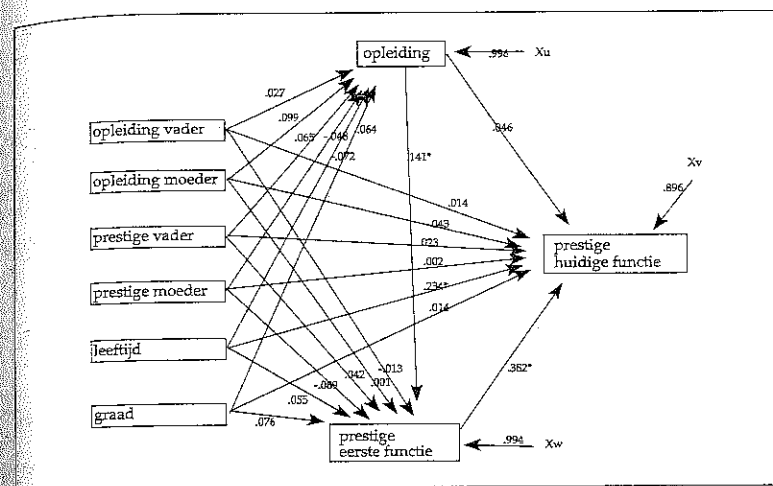 opleiding
.996
Xu
.027
.099
.065
-.046
.064
-.072
opleiding vader
.141*
.046
opleiding moeder
Xv
.896
.014
.043
prestige vader
.023
prestige
huidige functie
.002
prestige moeder
.234*
.014
leeftijd
.042
-.013
.001
.362*
-.089
.055
graad
.076
prestige
eerste functie
.994
Xw